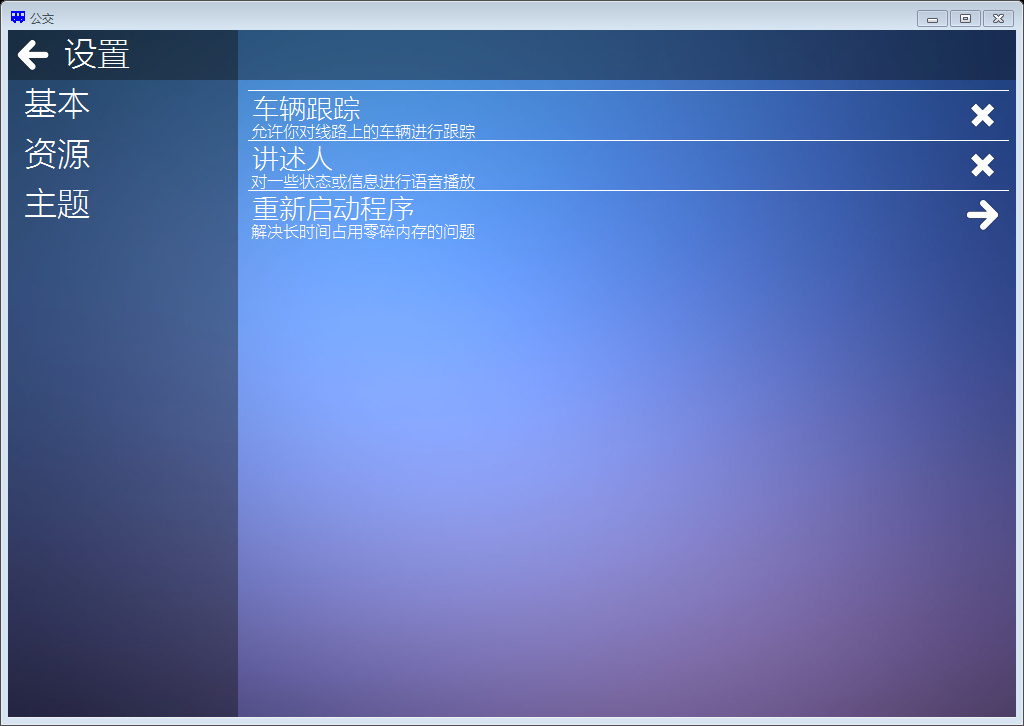 公交
设置
基本
资源
主题
车辆跟踪
允许你对线路上的车辆进行跟踪
讲述人
对一些状态或信息进行语音播放
重新启动程序
解决长时间占用零碎内存的问题